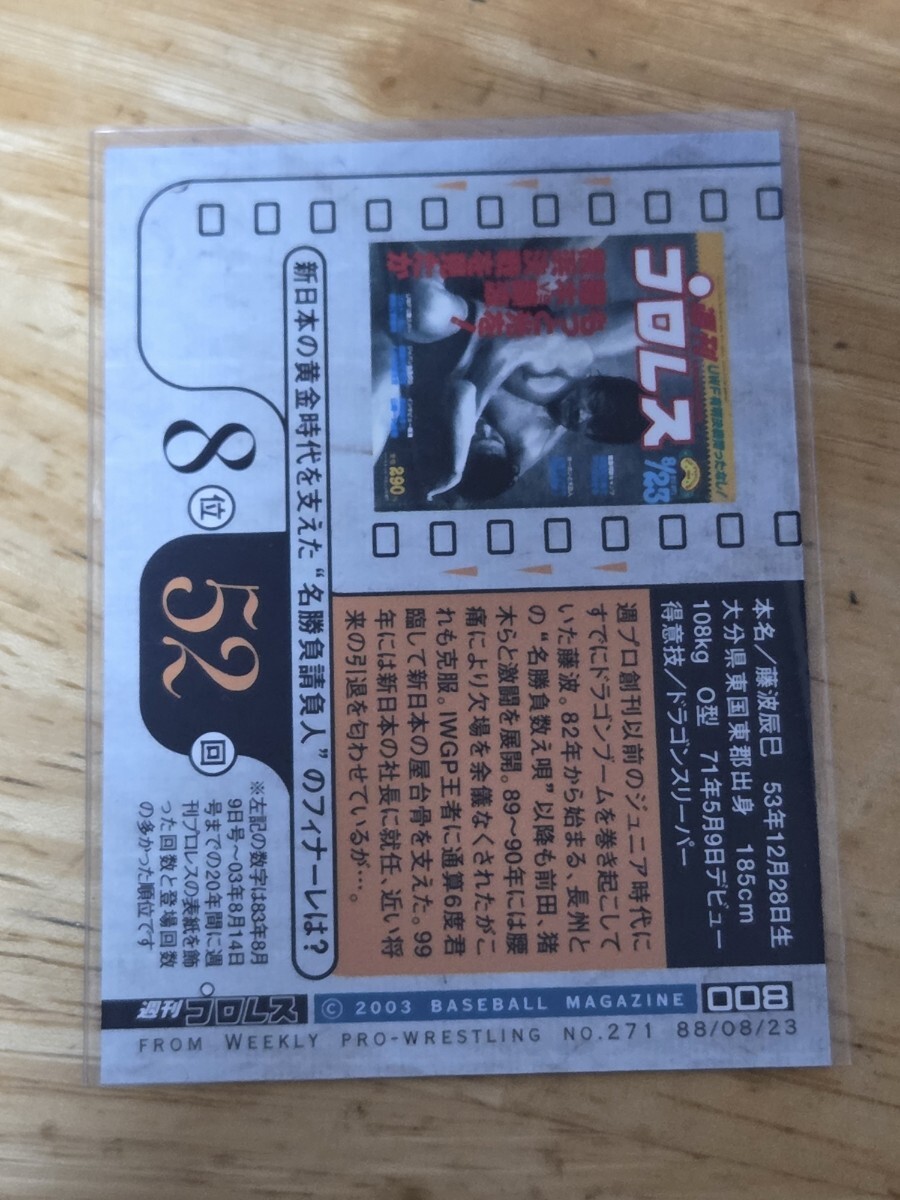 本名／藤波辰巳　53年12月28日生
大分県東国東郡出身　185cm
108kg　O型　71年5月9日デビュー
得意技／ドラゴンスリーパー
週プロ創刊以前のジュニア時代に
すでにドラゴンブームを巻き起こして
いた藤波。82年から始まる、長州と
の“名勝負数え唄”以降も前田、猪
木らと激闘を展開。89～90年には腰
痛により欠場を余儀なくされたがこ
れも克服。IWGP王者に通算6度君
臨して新日本の屋台骨を支えた。99
年には新日本の社長に就任、近い将
来の引退を匂わせているが…。
週刊
プロレス
8/23
290
新日本の黄金時代を支えた“名勝負請負人”のフィナーレは?
8位
52回
※左記の数字は83年8月
9日号～03年8月14日
号までの20年間に週
刊プロレスの表紙を飾
った回数と登場回数
の多かった順位です
008
© 2003 BASEBALL MAGAZINE
週刊プロレス
FROM WEEKLY PRO-WRESTLING NO.271 88/08/23